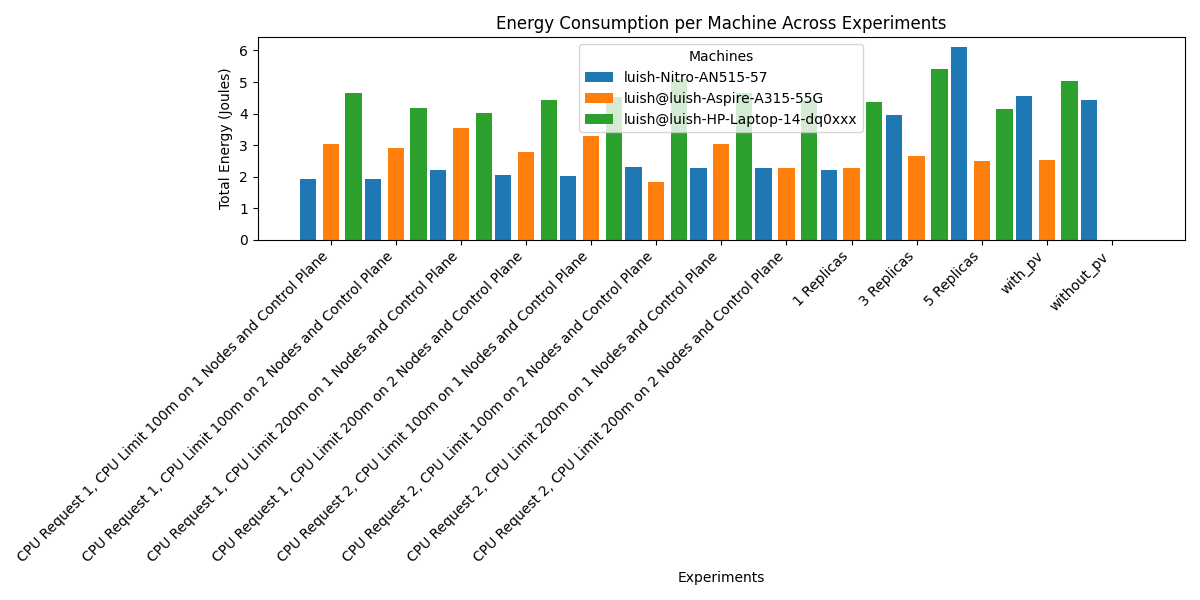 Energy Consumption per Machine Across Experiments
Total Energy (Joules)
6
5
4
3
2
1
0
Machines
luish-Nitro-AN515-57
luish@luish-Aspire-A315-55G
luish@luish-HP-Laptop-14-dq0xxx
CPU Request 1, CPU Limit 100m on 1 Nodes and Control Plane
CPU Request 1, CPU Limit 100m on 2 Nodes and Control Plane
CPU Request 1, CPU Limit 200m on 1 Nodes and Control Plane
CPU Request 1, CPU Limit 200m on 2 Nodes and Control Plane
CPU Request 2, CPU Limit 100m on 1 Nodes and Control Plane
CPU Request 2, CPU Limit 100m on 2 Nodes and Control Plane
CPU Request 2, CPU Limit 200m on 1 Nodes and Control Plane
CPU Request 2, CPU Limit 200m on 2 Nodes and Control Plane
1 Replicas
3 Replicas
5 Replicas
with_pv
without_pv
Experiments